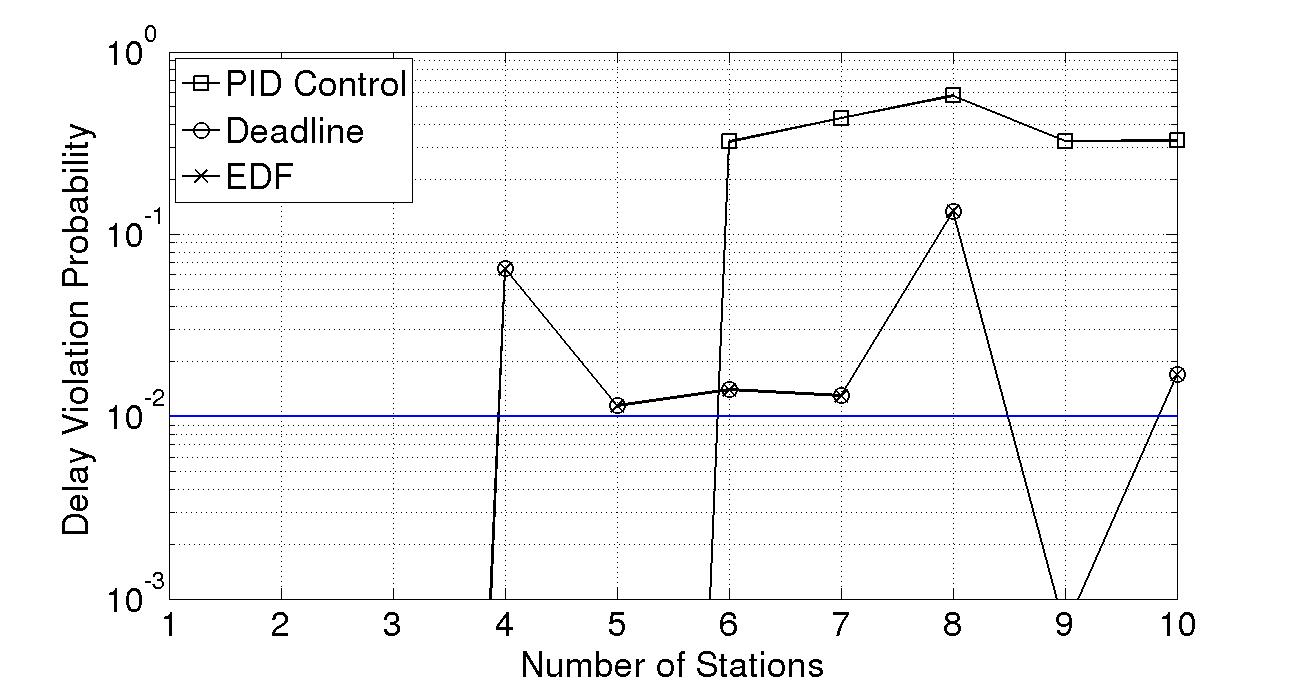 10^0
PID Control
Deadline
EDF
10^-1
10^-2
10^-3
Delay Violation Probability
1 2 3 4 5 6 7 8 9 10
Number of Stations